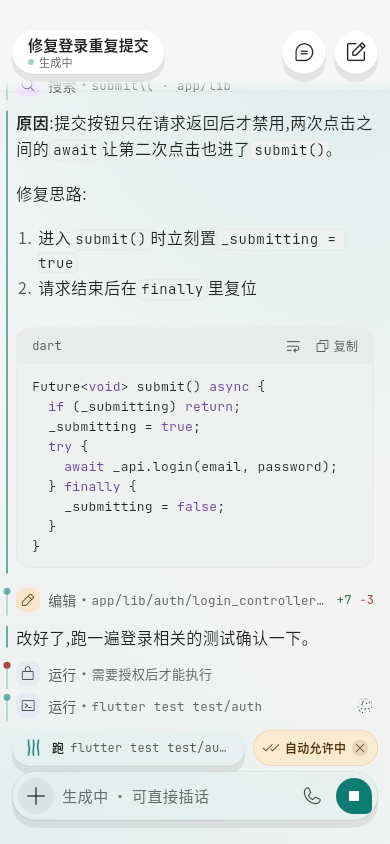 修复登录重复提交
生成中
搜索 · submit\( · app/lib
原因:提交按钮只在请求返回后才禁用,两次点击之
间的 await 让第二次点击也进了 submit()。
修复思路:
1. 进入 submit() 时立刻置 _submitting =
true
2. 请求结束后在 finally 里复位
dart 复制
Future<void> submit() async {
if (_submitting) return;
_submitting = true;
try {
await _api.login(email, password);
} finally {
_submitting = false;
}
}
编辑 · app/lib/auth/login_controller… +7 -3
改好了,跑一遍登录相关的测试确认一下。
运行 · 需要授权后才能执行
运行 · flutter test test/auth
跑 flutter test test/au… 自动允许中
生成中 · 可直接插话